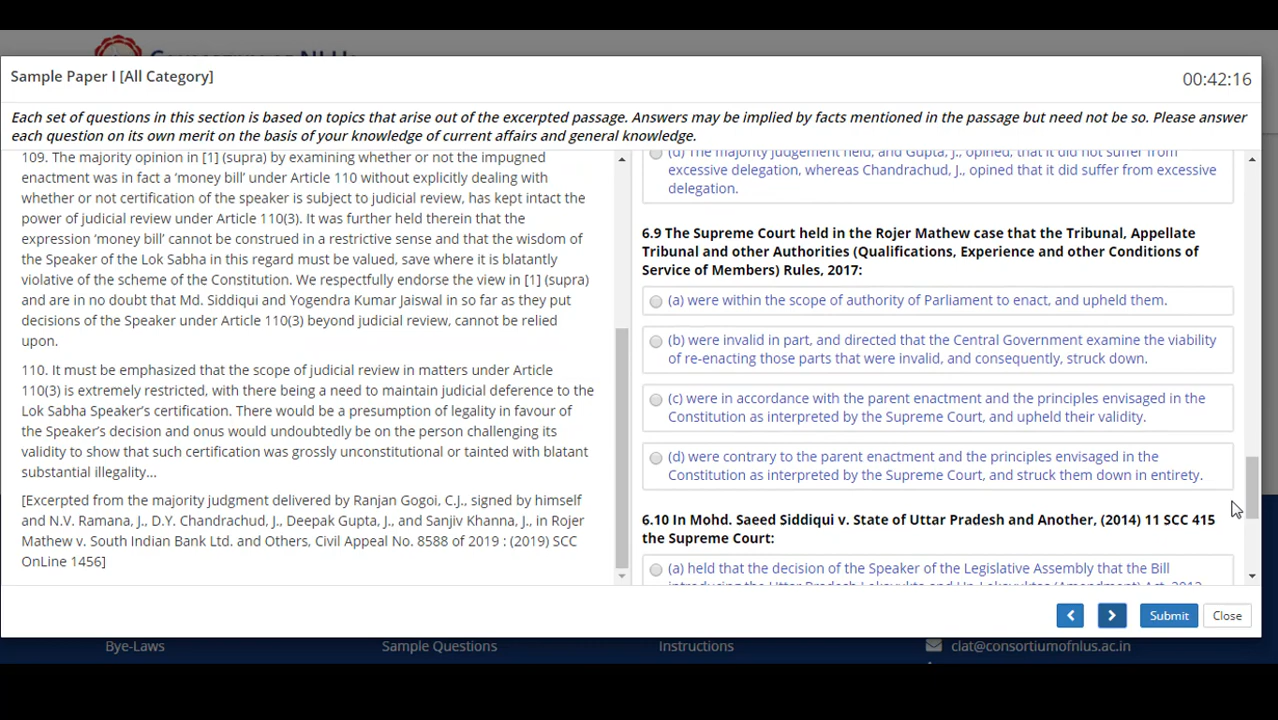 Sample Paper I [All Category]
00:42:16
Each set of questions in this section is based on topics that arise out of the excerpted passage. Answers may be implied by facts mentioned in the passage but need not be so. Please answer
each question on its own merit on the basis of your knowledge of current affairs and general knowledge.
109. The majority opinion in [1] (supra) by examining whether or not the impugned
enactment was in fact a ‘money bill’ under Article 110 without explicitly dealing with
whether or not certification of the speaker is subject to judicial review, has kept intact the
power of judicial review under Article 110(3). It was further held therein that the
expression ‘money bill’ cannot be construed in a restrictive sense and that the wisdom of
the Speaker of the Lok Sabha in this regard must be valued, save where it is blatantly
violative of the scheme of the Constitution. We respectfully endorse the view in [1] (supra)
and are in no doubt that Md. Siddiqui and Yogendra Kumar Jaiswal in so far as they put
decisions of the Speaker under Article 110(3) beyond judicial review, cannot be relied
upon.
110. It must be emphasized that the scope of judicial review in matters under Article
110(3) is extremely restricted, with there being a need to maintain judicial deference to the
Lok Sabha Speaker’s certification. There would be a presumption of legality in favour of
the Speaker’s decision and onus would undoubtedly be on the person challenging its
validity to show that such certification was grossly unconstitutional or tainted with blatant
substantial illegality...
[Excerpted from the majority judgment delivered by Ranjan Gogoi, C.J., signed by himself
and N.V. Ramana, J., D.Y. Chandrachud, J., Deepak Gupta, J., and Sanjiv Khanna, J., in Rojer
Mathew v. South Indian Bank Ltd. and Others, Civil Appeal No. 8588 of 2019 : (2019) SCC
OnLine 1456]
(d) The majority judgement held, and Gupta, J., opined, that it did not suffer from
excessive delegation, whereas Chandrachud, J., opined that it did suffer from excessive
delegation.
6.9 The Supreme Court held in the Rojer Mathew case that the Tribunal, Appellate
Tribunal and other Authorities (Qualifications, Experience and other Conditions of
Service of Members) Rules, 2017:
(a) were within the scope of authority of Parliament to enact, and upheld them.
(b) were invalid in part, and directed that the Central Government examine the viability
of re-enacting those parts that were invalid, and consequently, struck down.
(c) were in accordance with the parent enactment and the principles envisaged in the
Constitution as interpreted by the Supreme Court, and upheld their validity.
(d) were contrary to the parent enactment and the principles envisaged in the
Constitution as interpreted by the Supreme Court, and struck them down in entirety.
6.10 In Mohd. Saeed Siddiqui v. State of Uttar Pradesh and Another, (2014) 11 SCC 415
the Supreme Court:
(a) held that the decision of the Speaker of the Legislative Assembly that the Bill
Submit
Close
Bye-Laws
Sample Questions
Instructions
clat@consortiumofnlus.ac.in